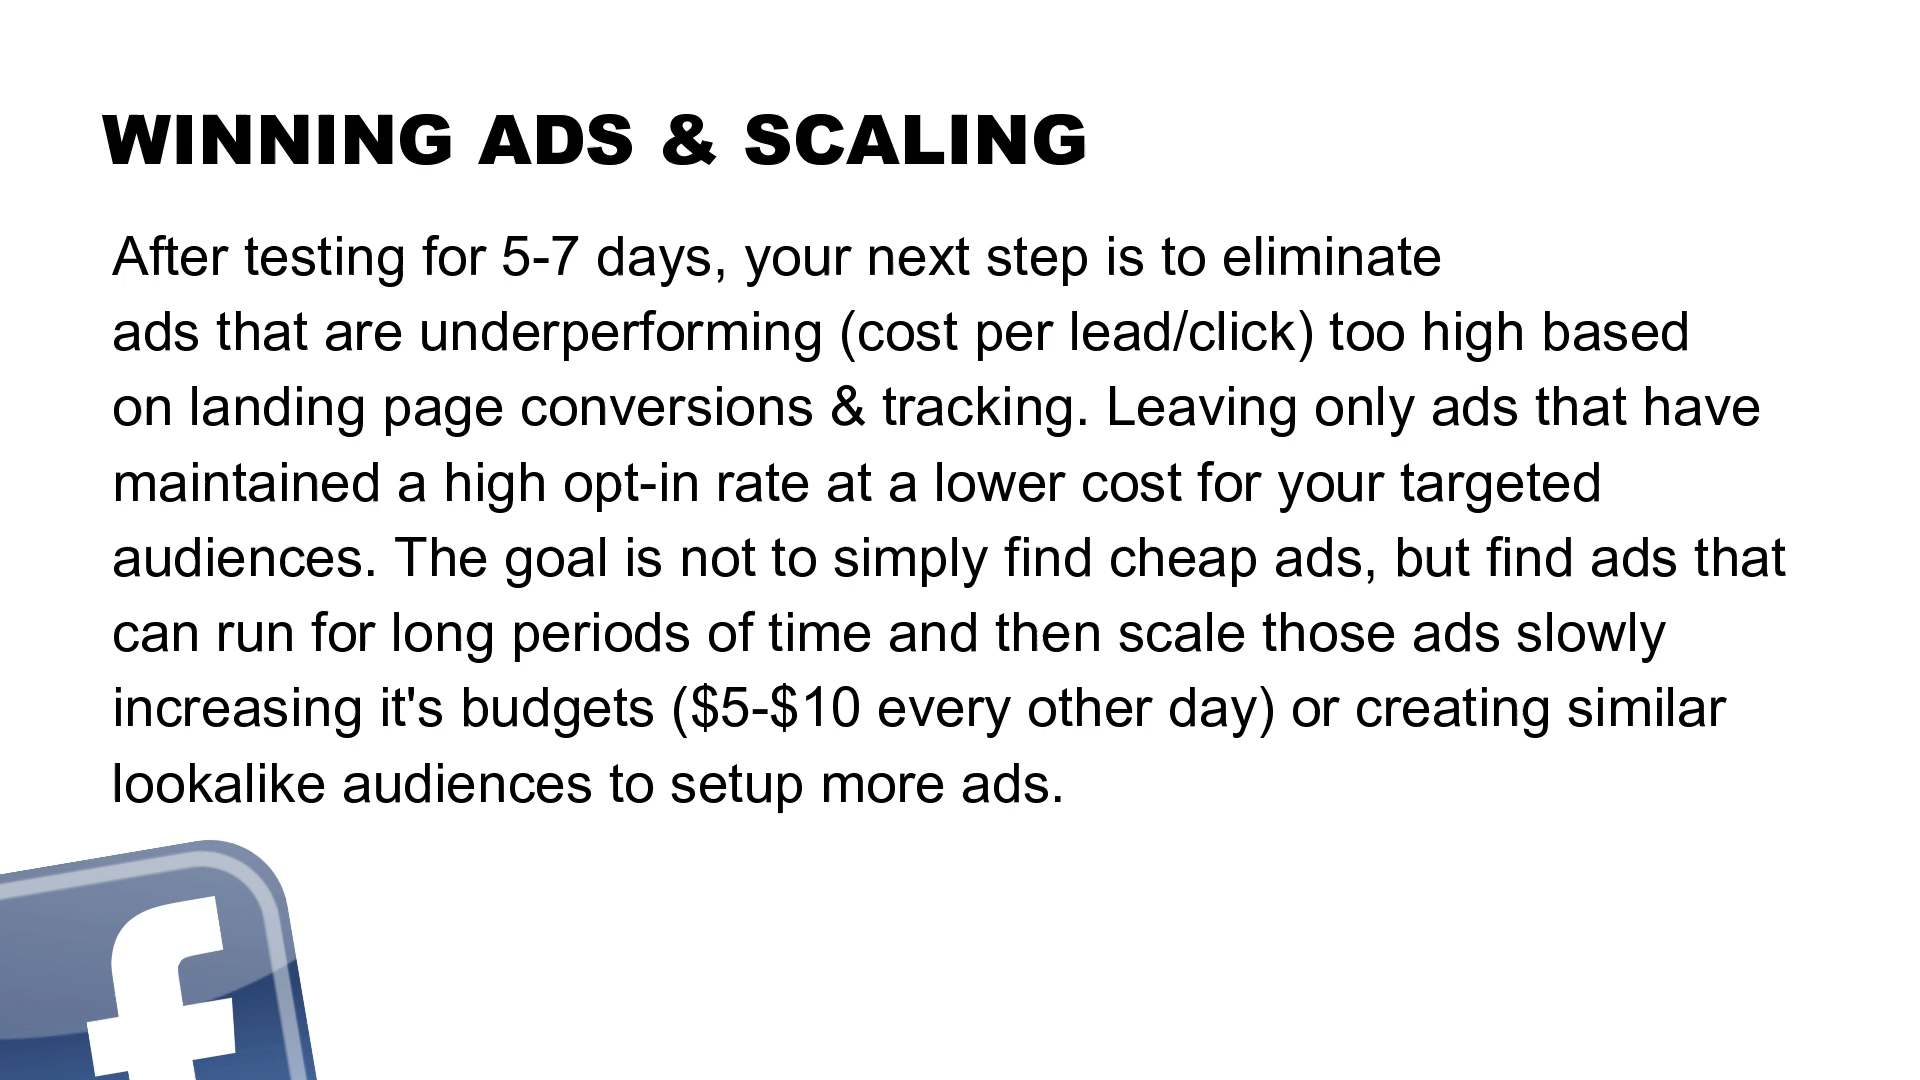 WINNING ADS & SCALING
After testing for 5-7 days, your next step is to eliminate
ads that are underperforming (cost per lead/click) too high based
on landing page conversions & tracking. Leaving only ads that have
maintained a high opt-in rate at a lower cost for your targeted
audiences. The goal is not to simply find cheap ads, but find ads that
can run for long periods of time and then scale those ads slowly
increasing it's budgets ($5-$10 every other day) or creating similar
lookalike audiences to setup more ads.
f